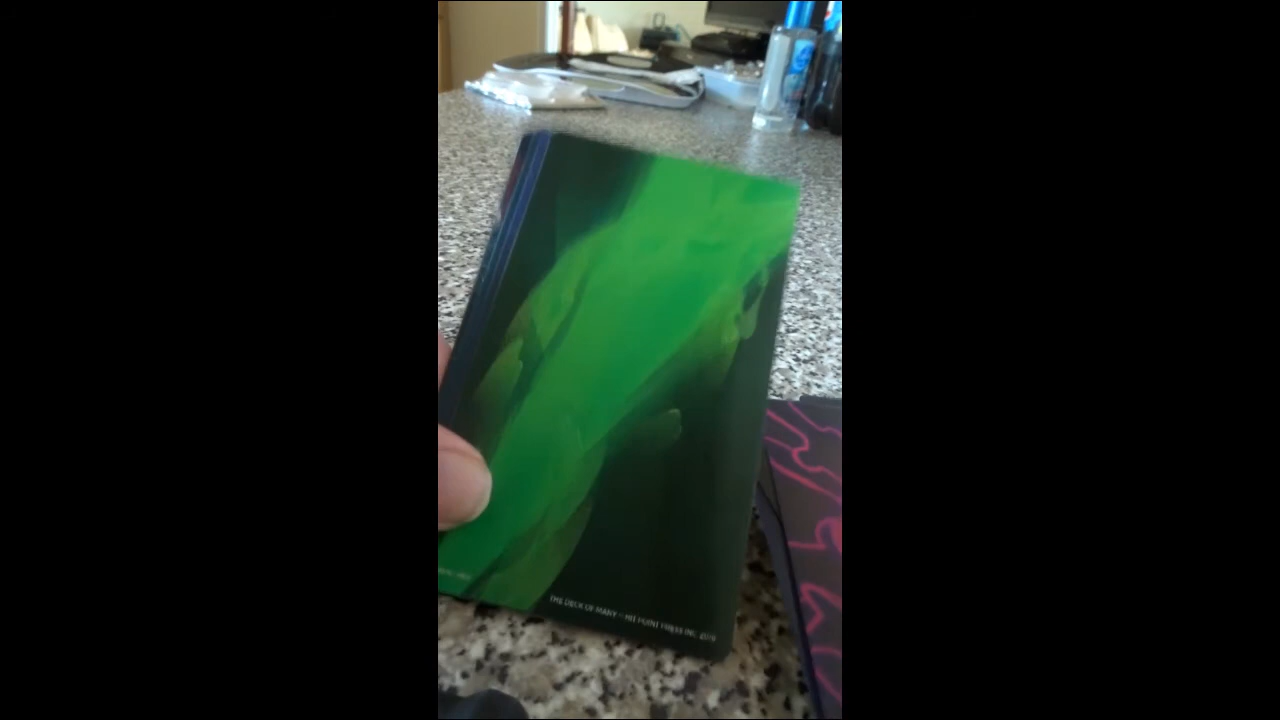 THE DECK OF MANY - HIT POINT PRESS INC. 2019